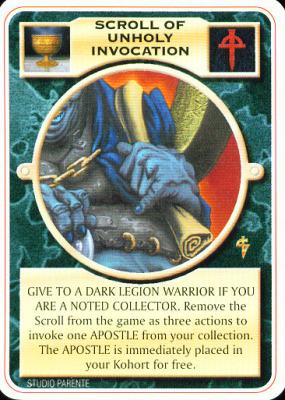 SCROLL OF
UNHOLY
INVOCATION
GIVE TO A DARK LEGION WARRIOR IF YOU
ARE A NOTED COLLECTOR. Remove the
Scroll from the game as three actions to
invoke one APOSTLE from your collection.
The APOSTLE is immediately placed in
your Kohort for free.
STUDIO PARENTE